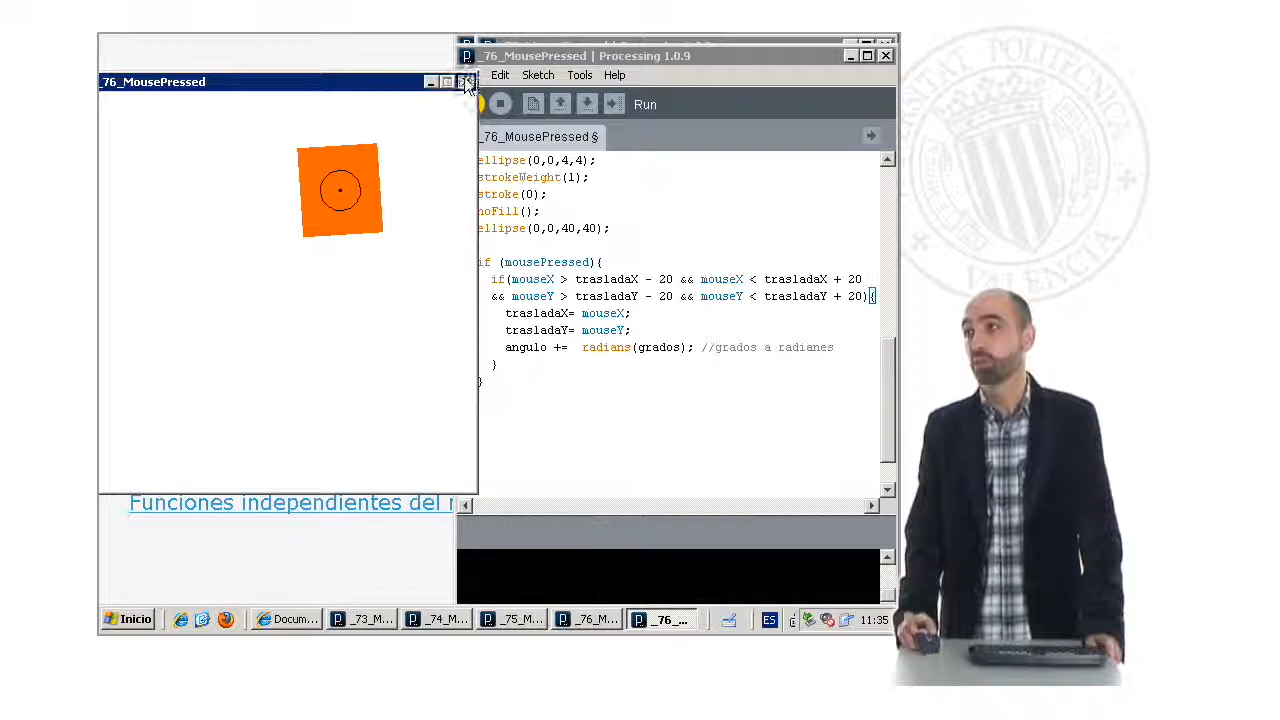 _76_MousePressed | Processing 1.0.9
Edit Sketch Tools Help
_76_MousePressed
Run
_76_MousePressed §
ellipse(0,0,4,4);
strokeWeight(1);
stroke(0);
noFill();
ellipse(0,0,40,40);
if (mousePressed){
if(mouseX > trasladaX - 20 && mouseX < trasladaX + 20
&& mouseY > trasladaY - 20 && mouseY < trasladaY + 20){
trasladaX= mouseX;
trasladaY= mouseY;
angulo += radians(grados); //grados a radianes
}
}
Funciones independientes del r
Inicio
Docum...
_73_M...
_74_M...
_75_M...
_76_M...
_76_...
ES
11:35